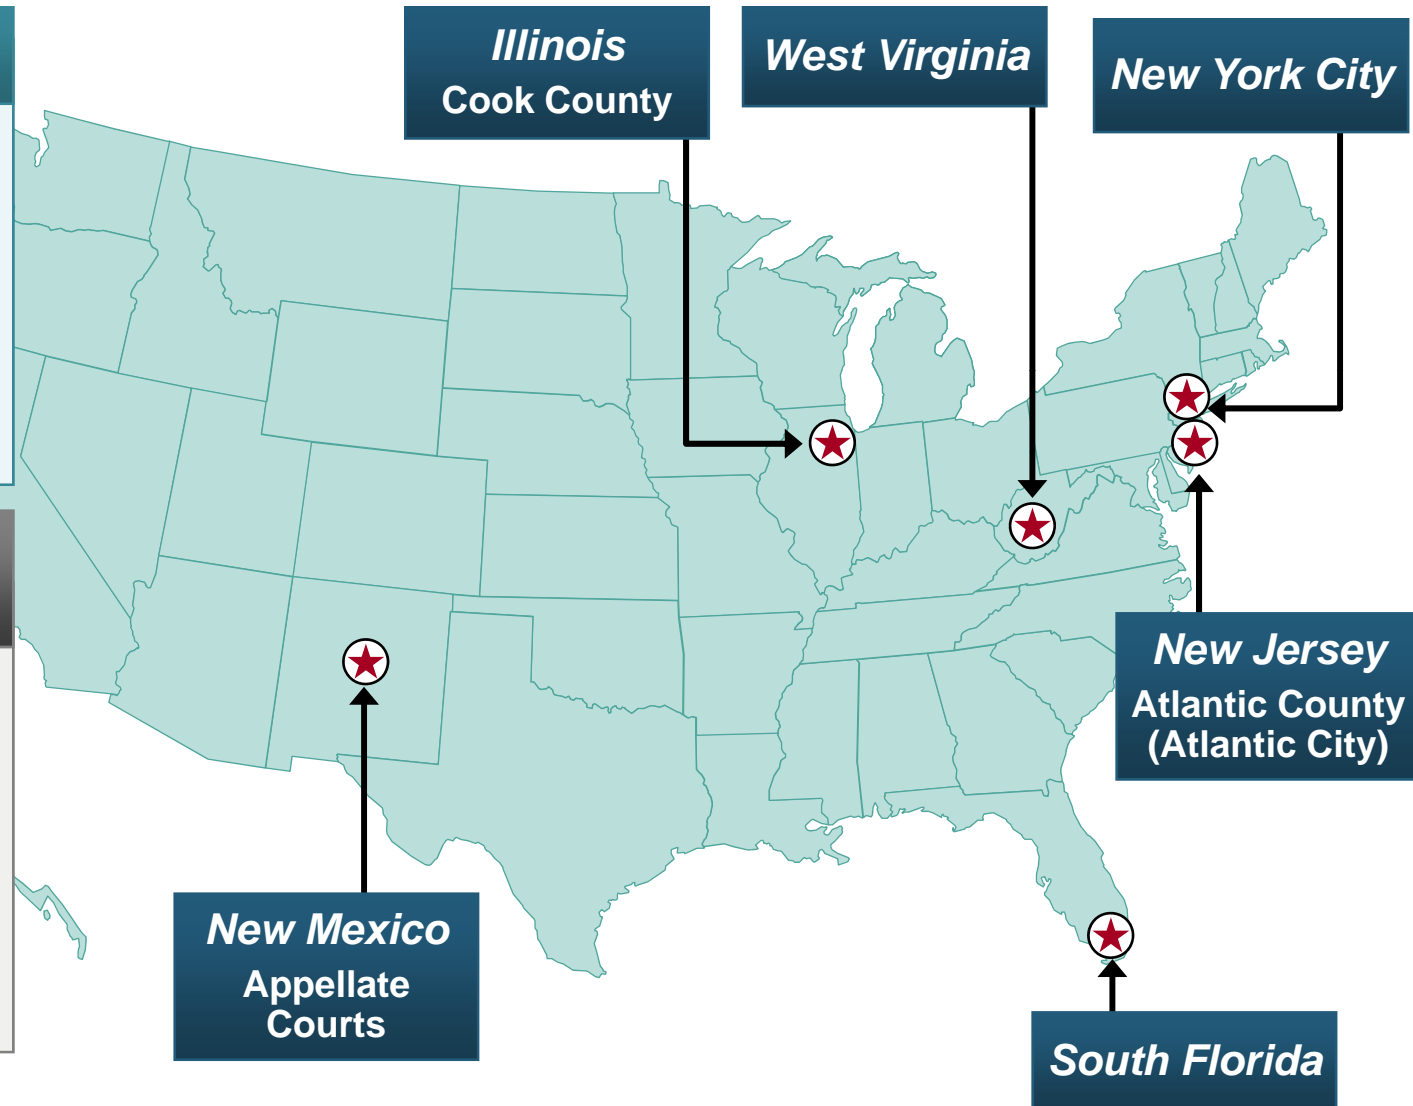 Illinois
Cook County
West Virginia
New York City
New Jersey
Atlantic County
(Atlantic City)
New Mexico
Appellate
Courts
South Florida